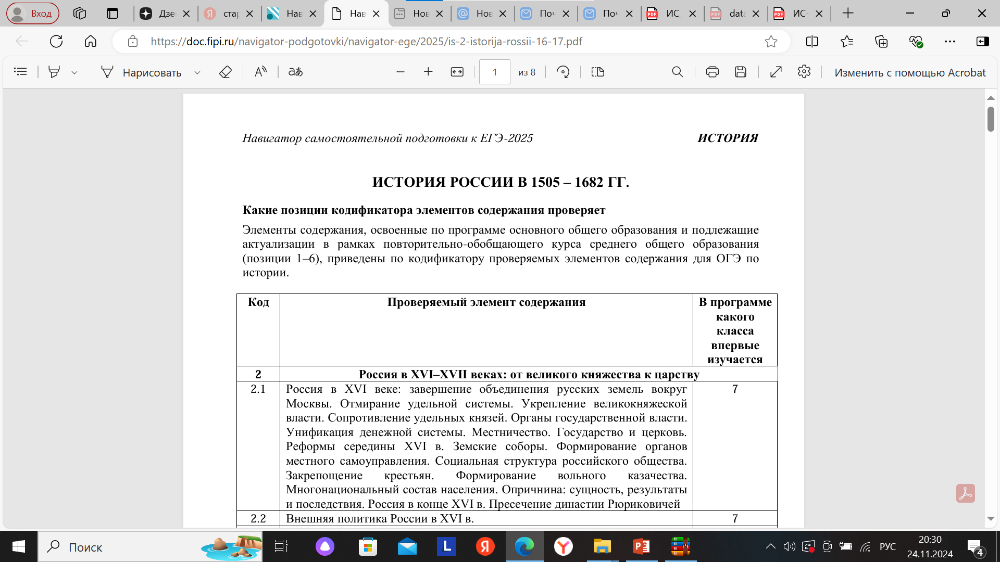 Вход
Дзе
стар
Нав
Нав
Нов
Нов
Поч
Поч
ИС_
data
ИС-
https://doc.fipi.ru/navigator-podgotovki/navigator-ege/2025/is-2-istorija-rossii-16-17.pdf
Нарисовать
1 из 8
Изменить с помощью Acrobat
Навигатор самостоятельной подготовки к ЕГЭ-2025 ИСТОРИЯ
ИСТОРИЯ РОССИИ В 1505 – 1682 ГГ.
Какие позиции кодификатора элементов содержания проверяет
Элементы содержания, освоенные по программе основного общего образования и подлежащие
актуализации в рамках повторительно-обобщающего курса среднего общего образования
(позиции 1–6), приведены по кодификатору проверяемых элементов содержания для ОГЭ по
истории.
Код
Проверяемый элемент содержания
В программе
какого
класса
впервые
изучается
2 Россия в XVI–XVII веках: от великого княжества к царству
2.1 Россия в XVI веке: завершение объединения русских земель вокруг 7
Москвы. Отмирание удельной системы. Укрепление великокняжеской
власти. Сопротивление удельных князей. Органы государственной власти.
Унификация денежной системы. Местничество. Государство и церковь.
Реформы середины XVI в. Земские соборы. Формирование органов
местного самоуправления. Социальная структура российского общества.
Закрепощение крестьян. Формирование вольного казачества.
Многонациональный состав населения. Опричнина: сущность, результаты
и последствия. Россия в конце XVI в. Пресечение династии Рюриковичей
2.2 Внешняя политика России в XVI в. 7
Поиск
РУС
20:30
24.11.2024
4